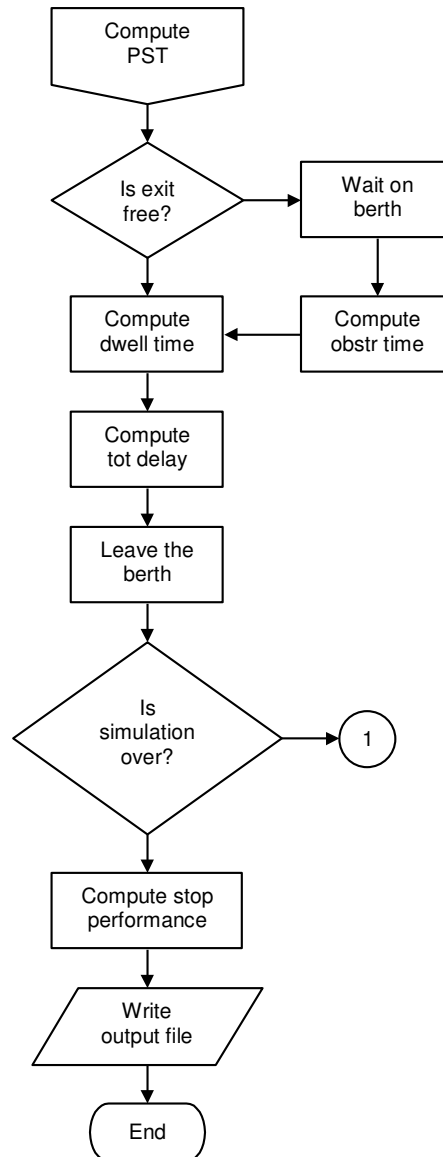 Compute
PST
Is exit
free?
Wait on
berth
Compute
dwell time
Compute
obstr time
Compute
tot delay
Leave the
berth
Is
simulation
over?
1
Compute stop
performance
Write
output file
End